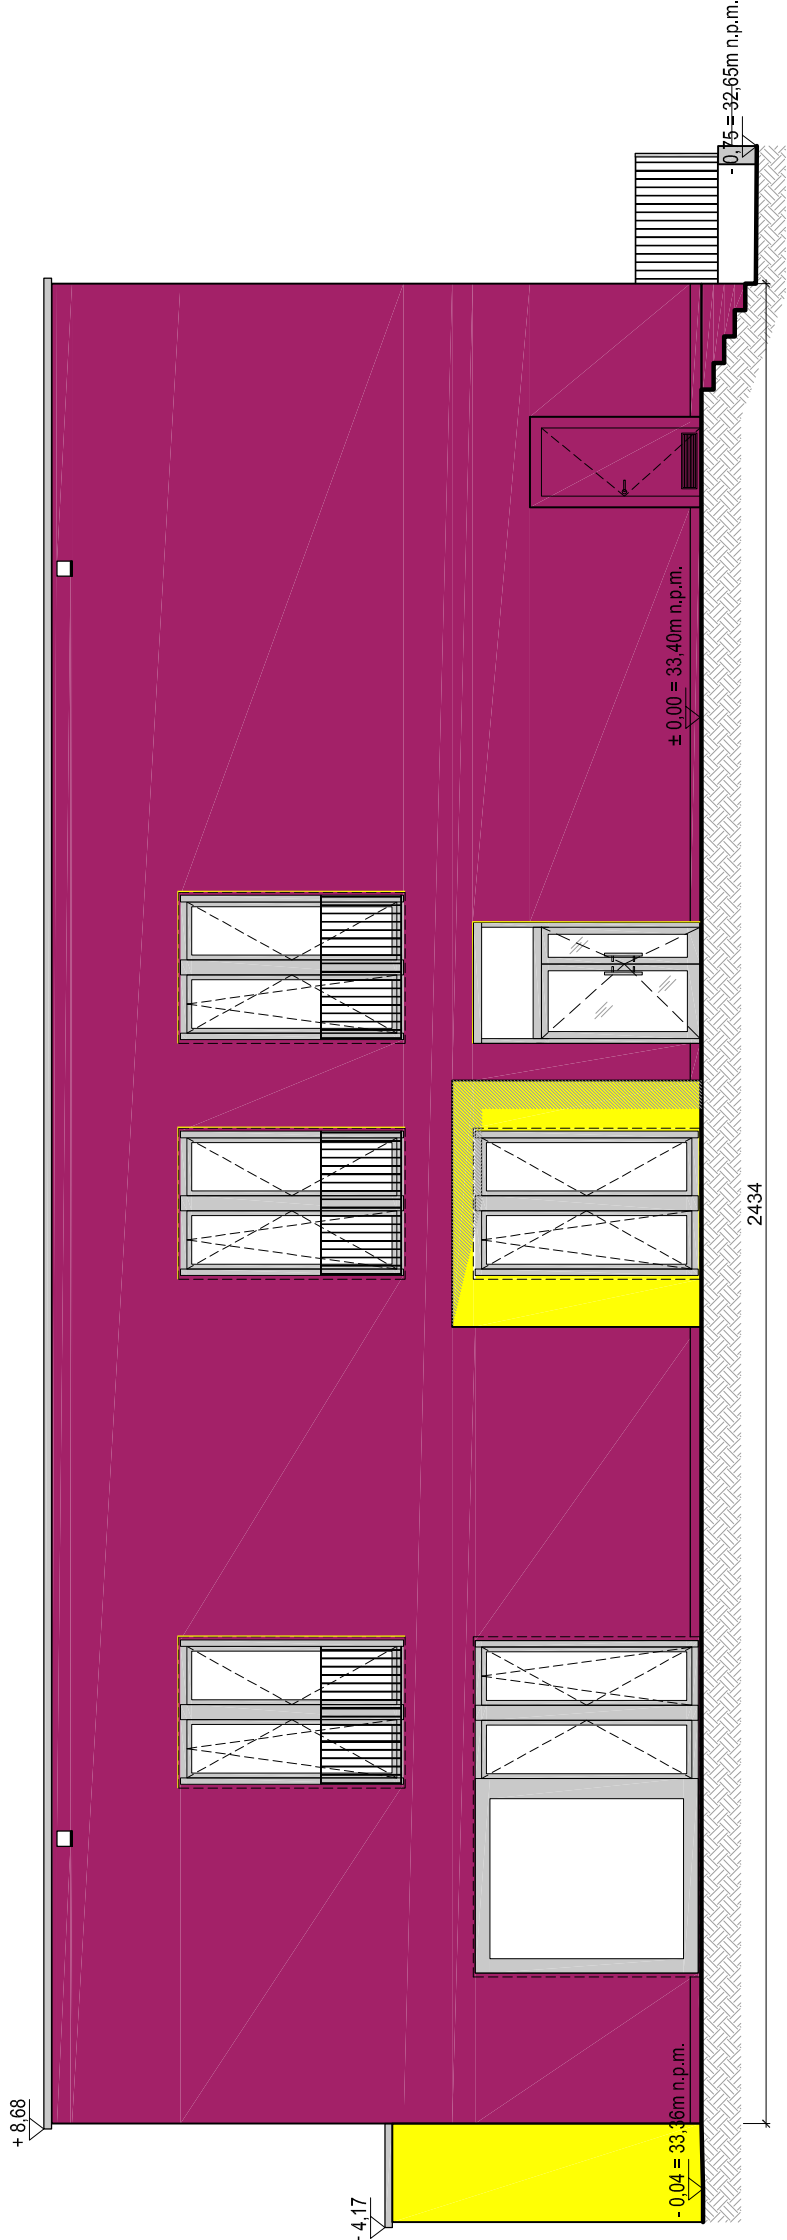 + 8,68
- 4,17
- 0,04 = 33,36m n.p.m.
± 0,00 = 33,40m n.p.m.
- 0,75 = 32,65m n.p.m.
2434